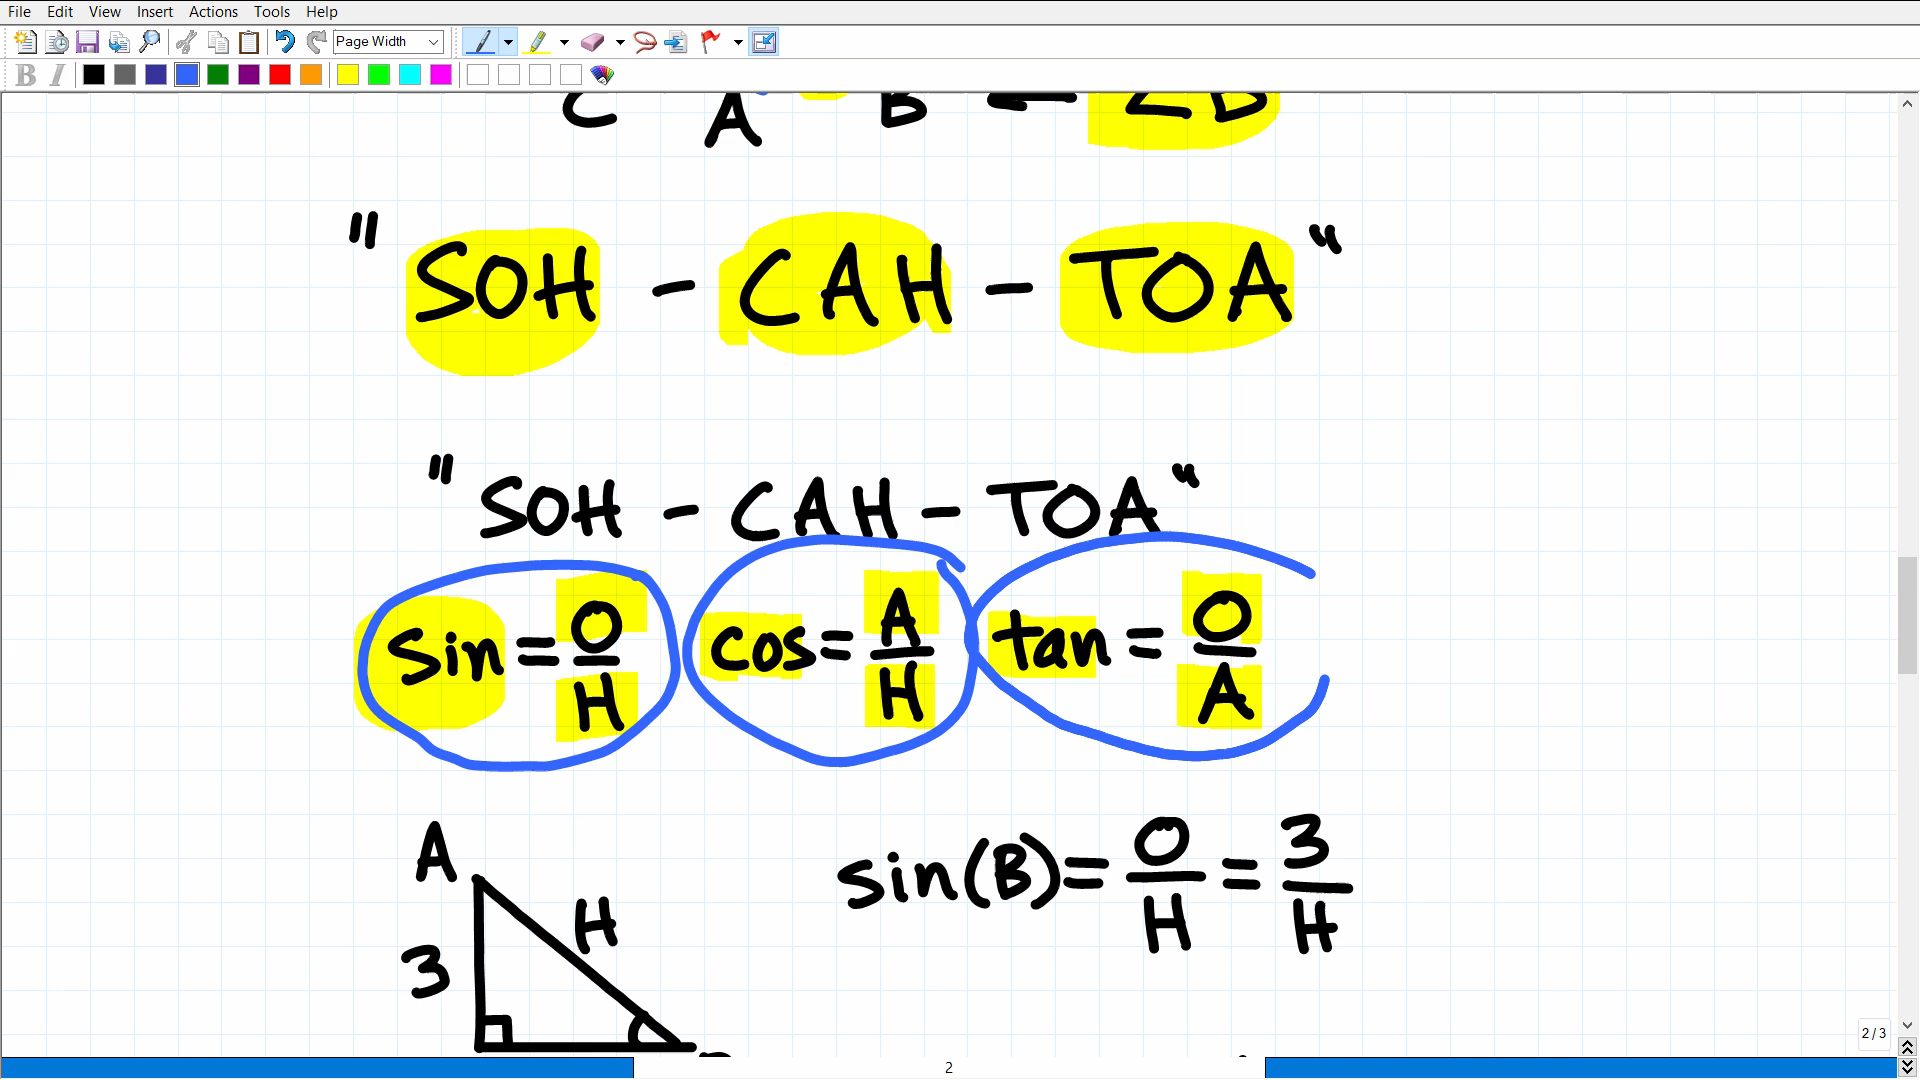 File Edit View Insert Actions Tools Help
Page Width
B I
C A B
" SOH - CAH - TOA "
" SOH - CAH - TOA "
sin = O/H cos = A/H tan = O/A
A
sin(B) = O/H = 3/H
H
3
2 / 3
2